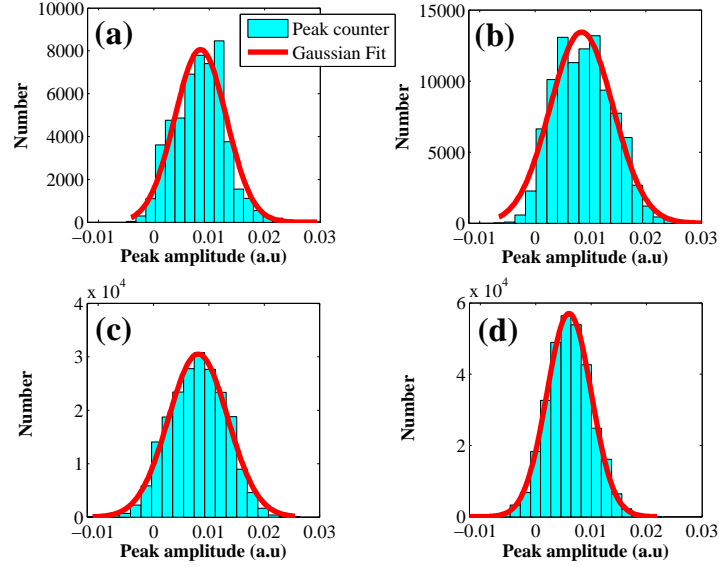 (a)
Peak counter
Gaussian Fit
10000
8000
6000
4000
2000
0
Number
−0.01 0 0.01 0.02 0.03
Peak amplitude (a.u)
(b)
15000
10000
5000
0
Number
−0.01 0 0.01 0.02 0.03
Peak amplitude (a.u)
(c)
x 10^4
4
3
2
1
0
Number
−0.01 0 0.01 0.02 0.03
Peak amplitude (a.u)
(d)
x 10^4
6
4
2
0
Number
−0.01 0 0.01 0.02 0.03
Peak amplitude (a.u)